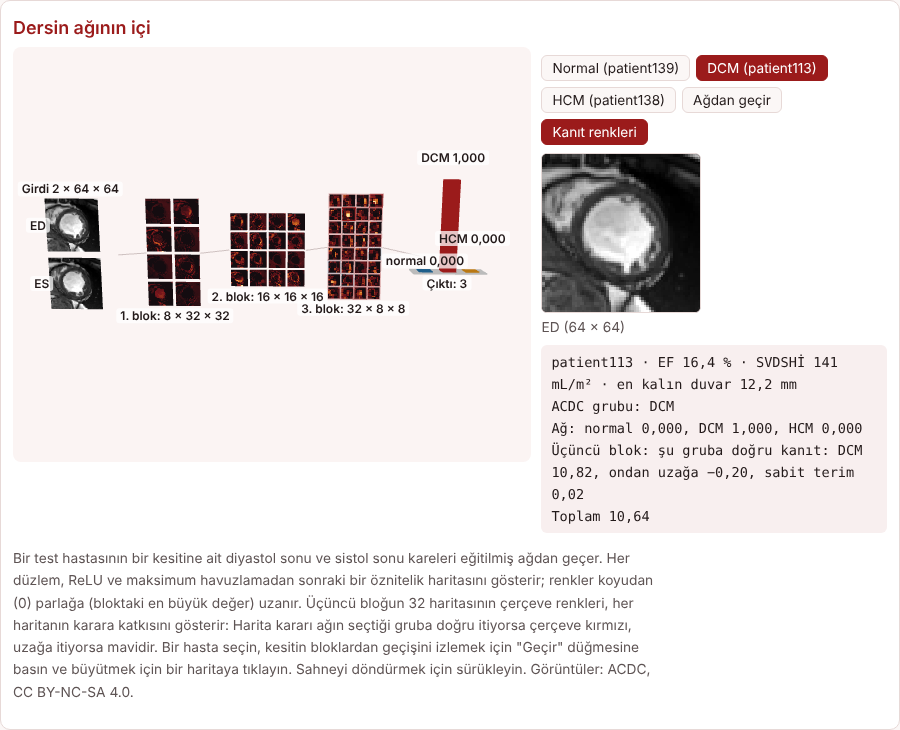 Dersin ağının içi
Normal (patient139)
DCM (patient113)
HCM (patient138)
Ağdan geçir
Kanıt renkleri
DCM 1,000
Girdi 2 × 64 × 64
ED
HCM 0,000
normal 0,000
ES
Çıktı: 3
2. blok: 16 × 16 × 16
3. blok: 32 × 8 × 8
1. blok: 8 × 32 × 32
ED (64 × 64)
patient113 · EF 16,4 % · SVDSHİ 141
mL/m² · en kalın duvar 12,2 mm
ACDC grubu: DCM
Ağ: normal 0,000, DCM 1,000, HCM 0,000
Üçüncü blok: şu gruba doğru kanıt: DCM
10,82, ondan uzağa −0,20, sabit terim
0,02
Toplam 10,64
Bir test hastasının bir kesitine ait diyastol sonu ve sistol sonu kareleri eğitilmiş ağdan geçer. Her
düzlem, ReLU ve maksimum havuzlamadan sonraki bir öznitelik haritasını gösterir; renkler koyudan
(0) parlağa (bloktaki en büyük değer) uzanır. Üçüncü bloğun 32 haritasının çerçeve renkleri, her
haritanın karara katkısını gösterir: Harita kararı ağın seçtiği gruba doğru itiyorsa çerçeve kırmızı,
uzağa itiyorsa mavidir. Bir hasta seçin, kesitin bloklardan geçişini izlemek için "Geçir" düğmesine
basın ve büyütmek için bir haritaya tıklayın. Sahneyi döndürmek için sürükleyin. Görüntüler: ACDC,
CC BY-NC-SA 4.0.